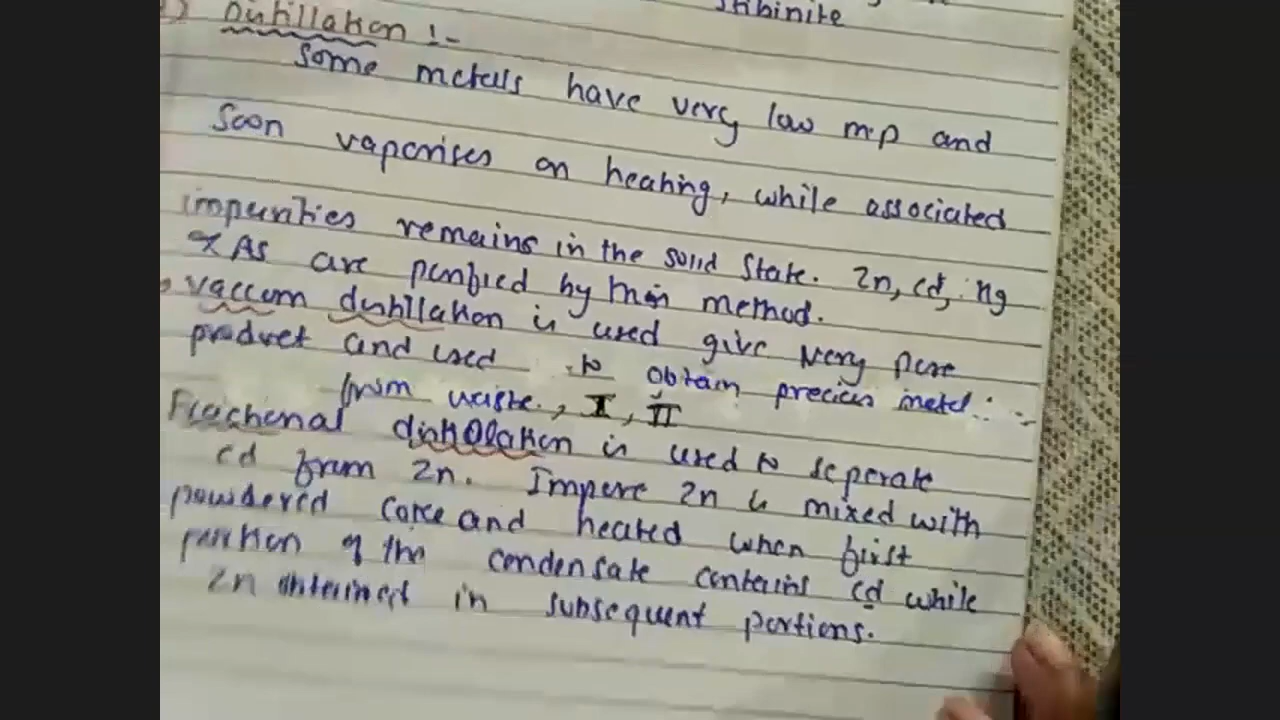 Stibinite
Distillation :-
Some metals have very low m.p and
Soon vaporises on heating, while associated
impurities remains in the solid state. Zn, Cd, Hg
& As are purified by this method.
vaccum distillation is used give very pure
product and used to obtain precious metal
from waste., I, II
Fractional distillation is used to seperate
Cd from Zn. Impure Zn is mixed with
powdered coke and heated when first
portion of the condensate contains Cd while
Zn obtained in subsequent portions.